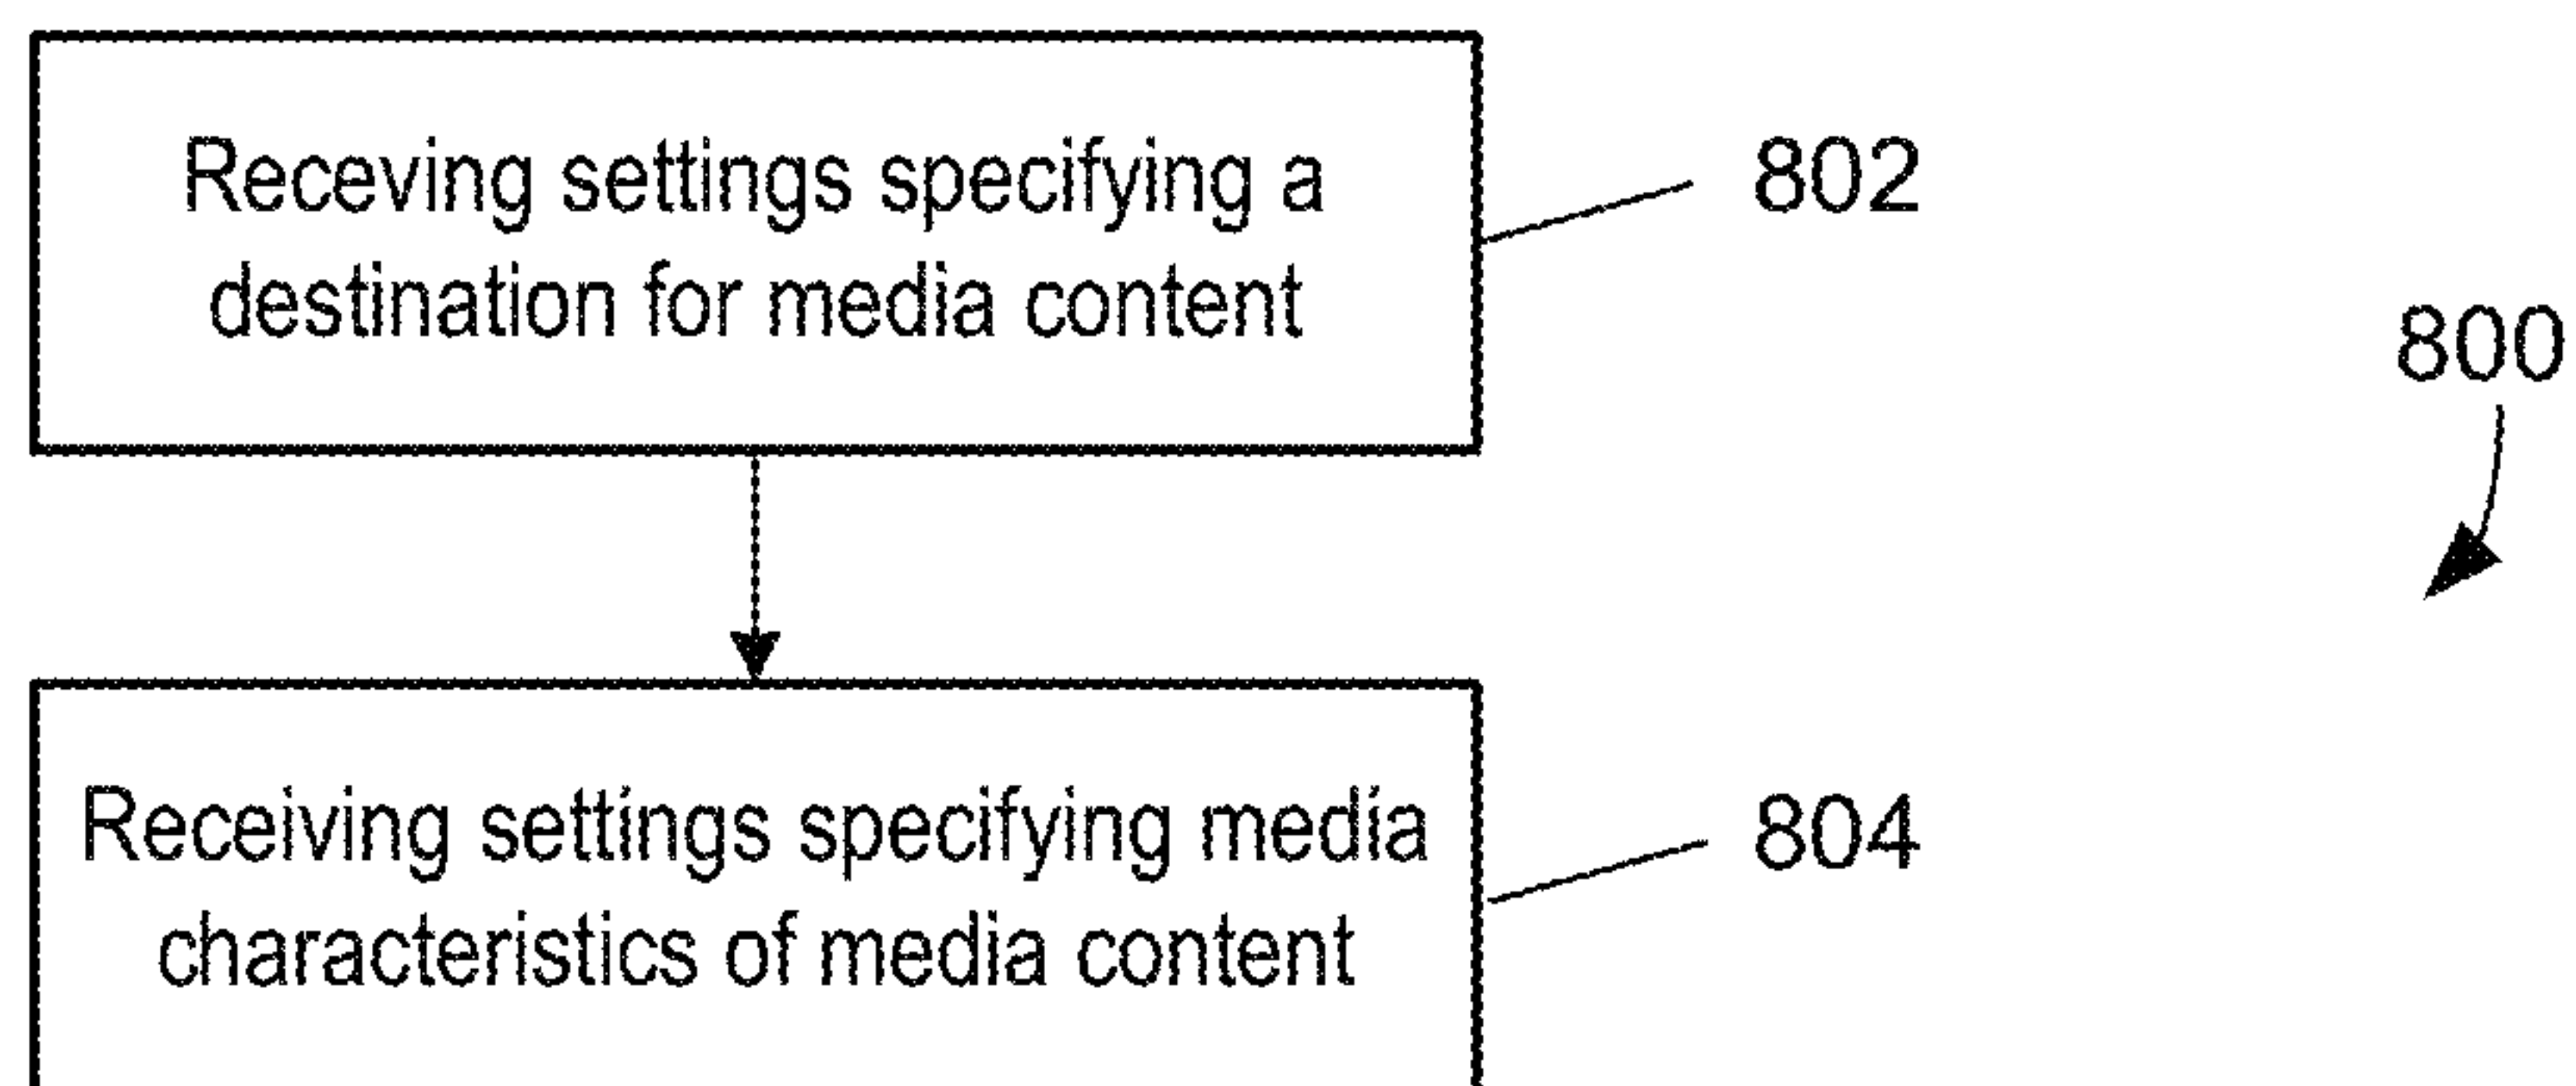 Receving settings specifying a
destination for media content
802
800
Receiving settings specifying media
characteristics of media content
804